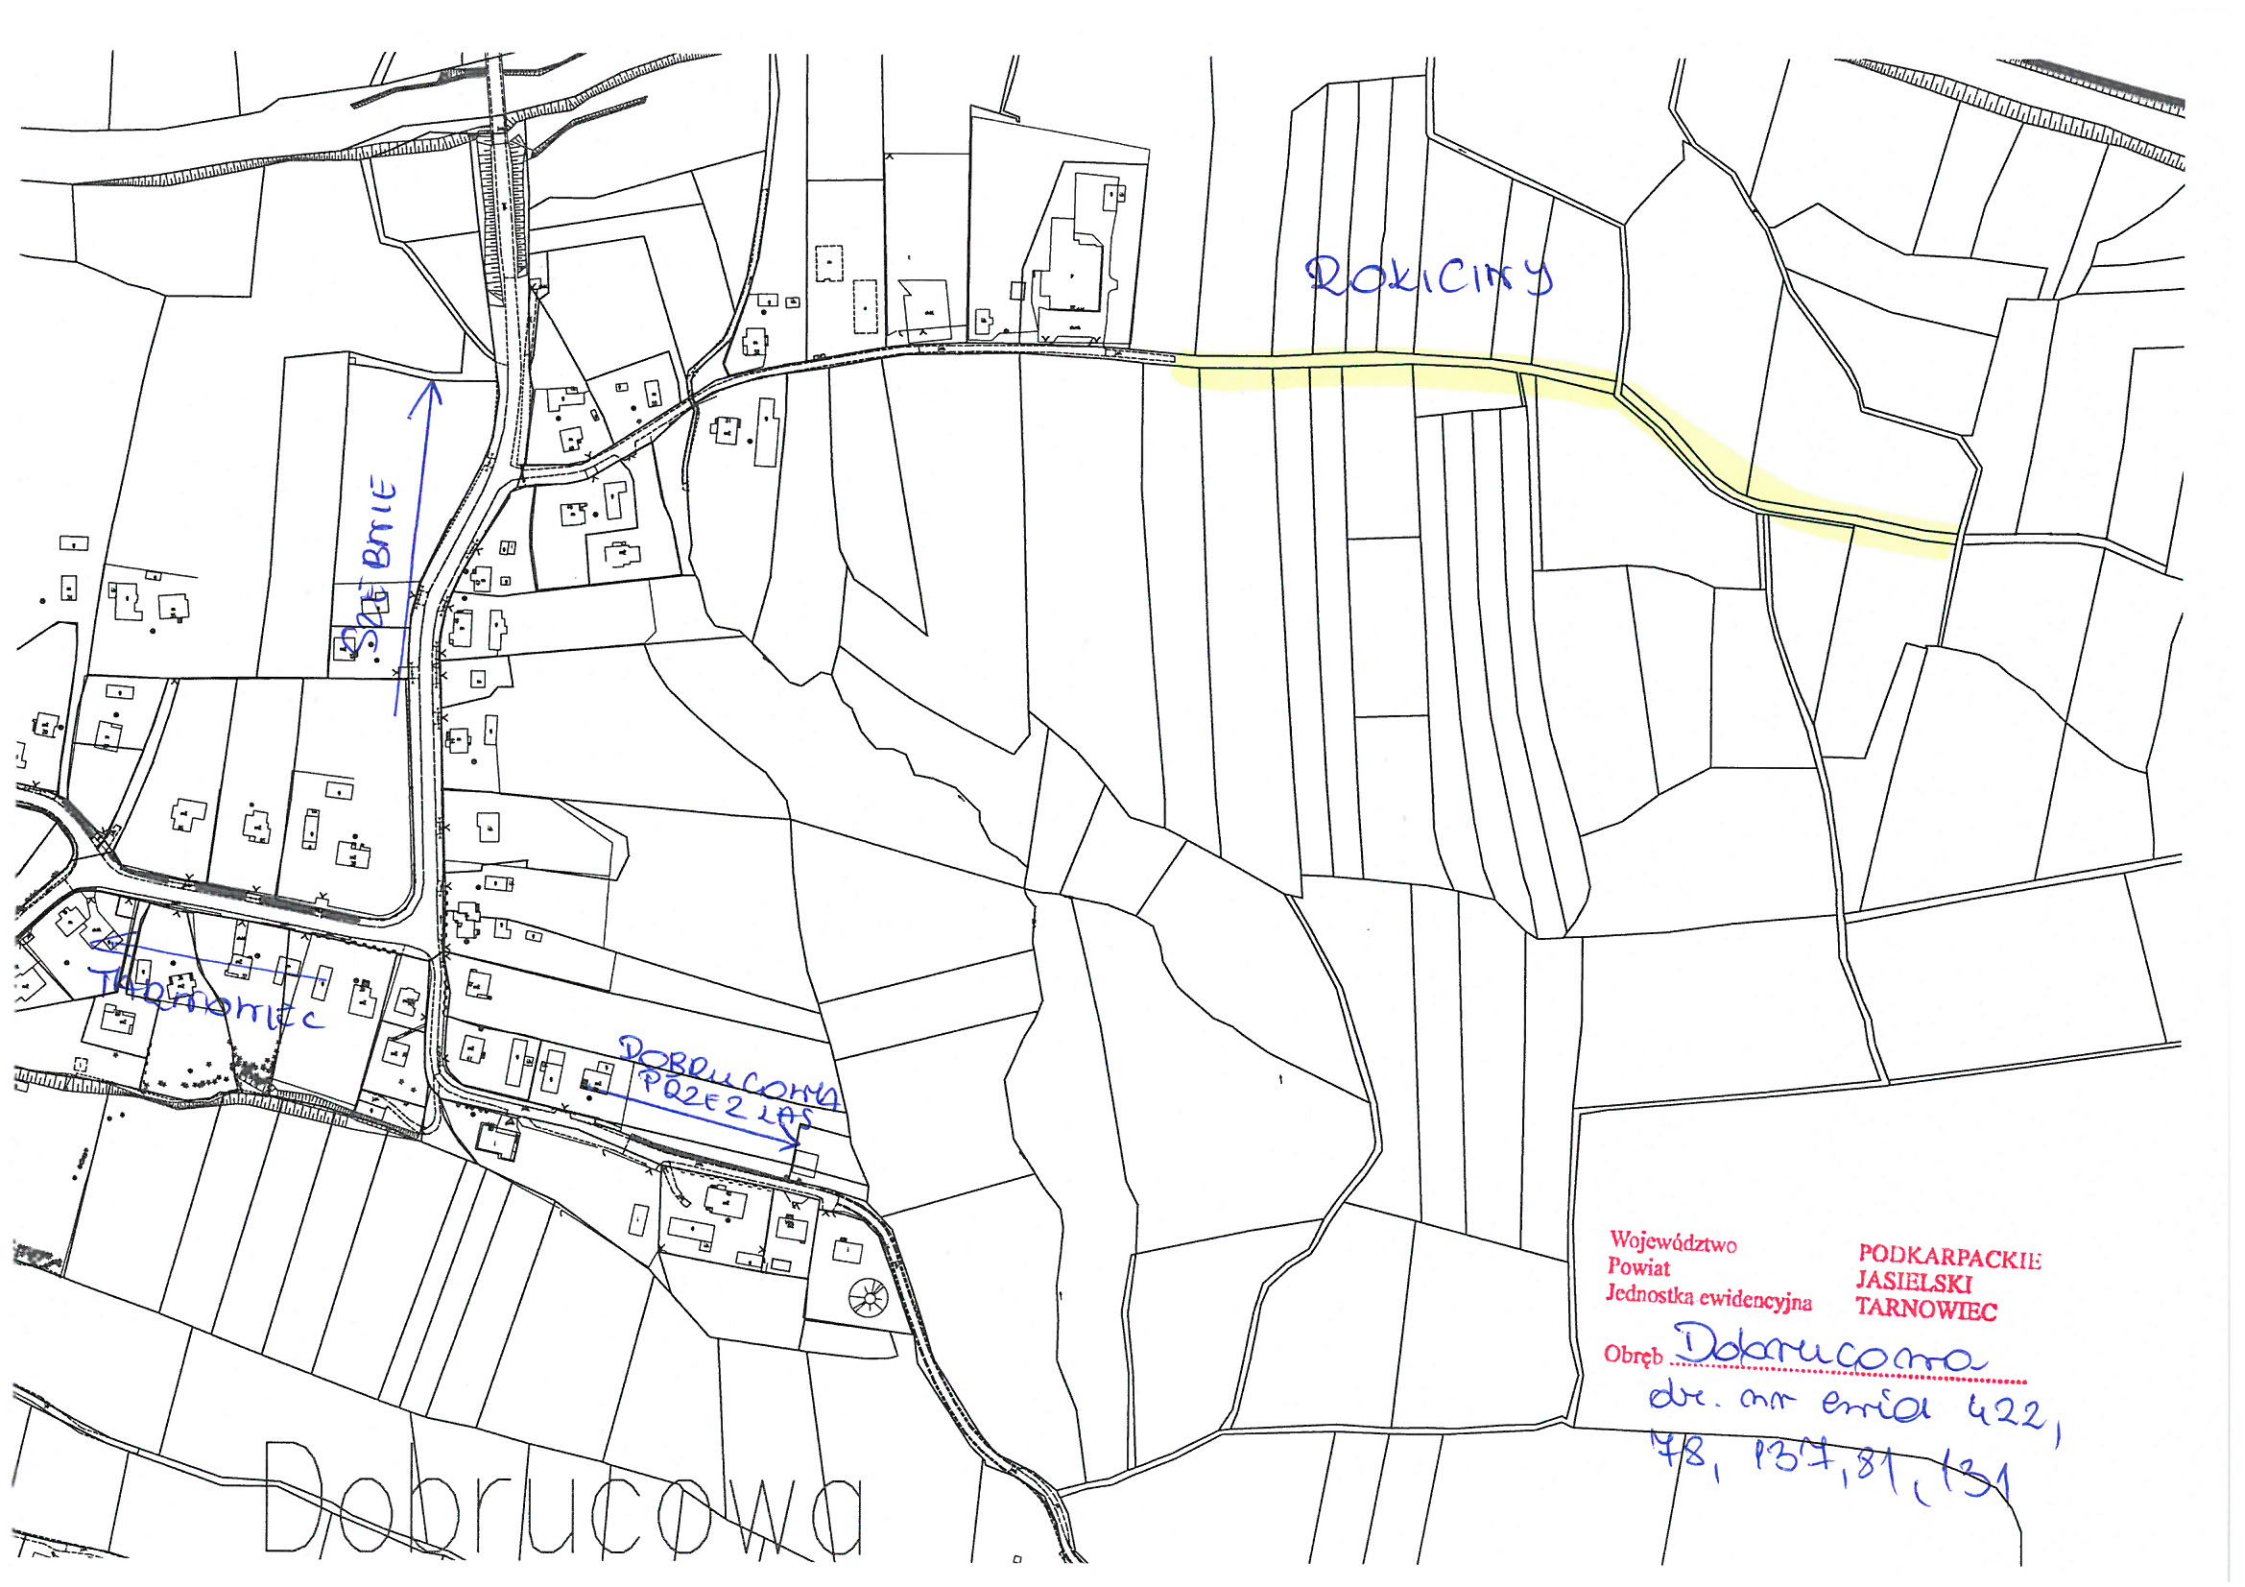 ROKICINY
SZEBNIE
TARNOWIEC
DOBRUCOWA
PRZEZ LAS
Województwo PODKARPACKIE
Powiat JASIELSKI
Jednostka ewidencyjna TARNOWIEC
Obręb Dobrucowa
dz. nr ewid 422,
78, 137, 81, 131
Dobrucowa